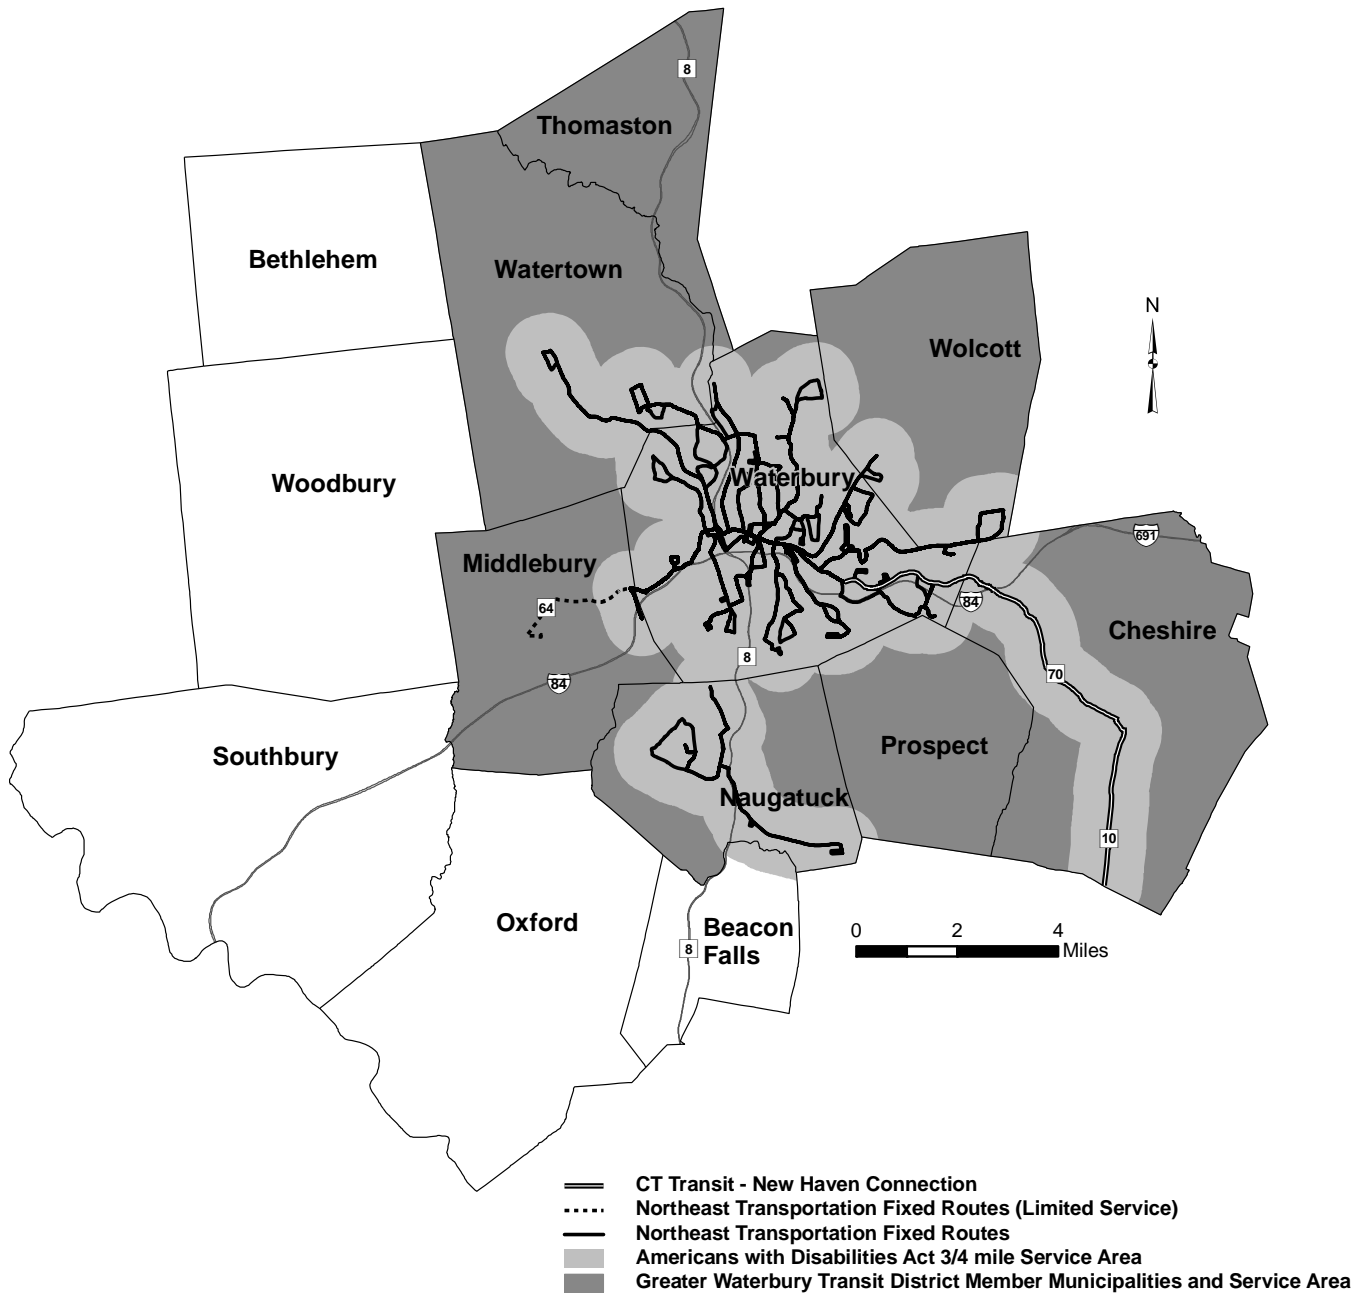 8
Thomaston
Bethlehem
Watertown
N
Wolcott
Woodbury
Waterbury
691
Middlebury
64
84
Cheshire
8
70
84
Southbury
Prospect
Naugatuck
10
Oxford
Beacon
Falls
8
0 2 4
Miles
CT Transit - New Haven Connection
Northeast Transportation Fixed Routes (Limited Service)
Northeast Transportation Fixed Routes
Americans with Disabilities Act 3/4 mile Service Area
Greater Waterbury Transit District Member Municipalities and Service Area